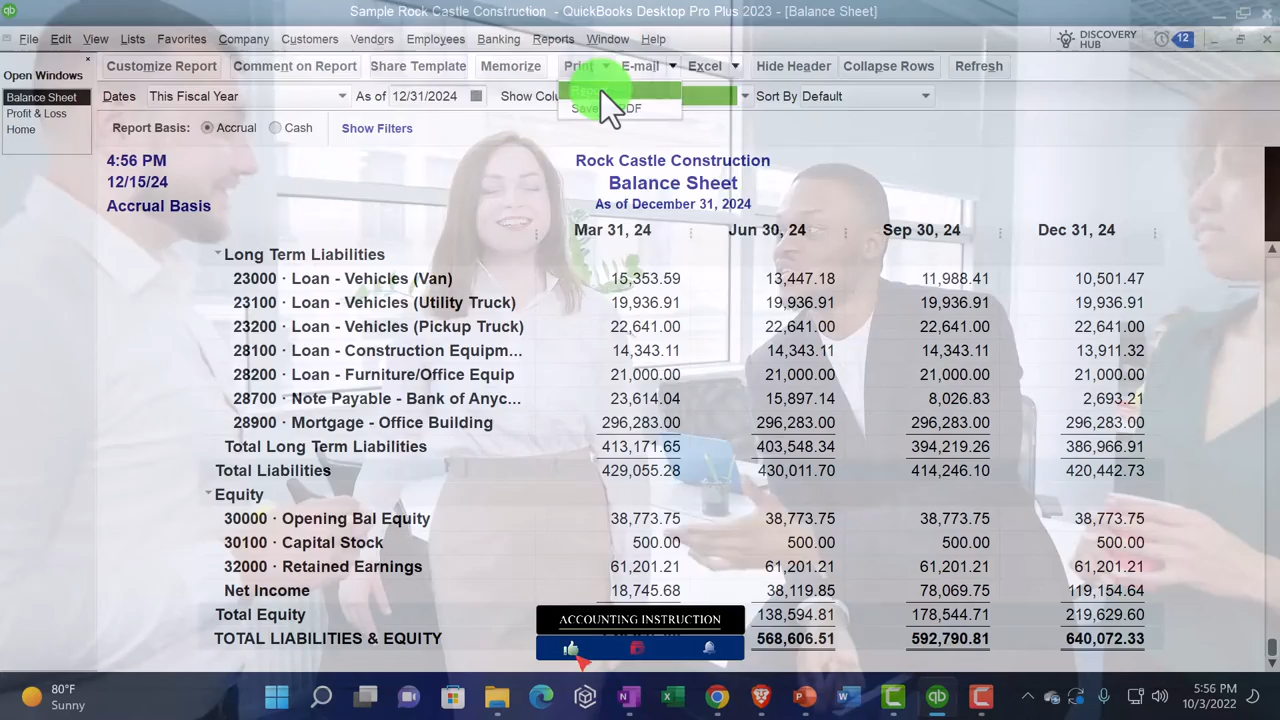 Sample Rock Castle Construction - QuickBooks Desktop Pro Plus 2023 - [Balance Sheet]
File Edit View Lists Favorites Company Customers Vendors Employees Banking Reports Window Help
DISCOVERY HUB 12
Open Windows
Balance Sheet
Profit & Loss
Home
Customize Report Comment on Report Share Template Memorize Print E-mail Excel Hide Header Collapse Rows Refresh
Dates This Fiscal Year As of 12/31/2024 Show Sort By Default
Report Basis: Accrual Cash Show Filters
4:56 PM
12/15/24
Accrual Basis
Rock Castle Construction
Balance Sheet
As of December 31, 2024
Mar 31, 24 Jun 30, 24 Sep 30, 24 Dec 31, 24
Long Term Liabilities
23000 · Loan - Vehicles (Van) 15,353.59 13,447.18 11,988.41 10,501.47
23100 · Loan - Vehicles (Utility Truck) 19,936.91 19,936.91 19,936.91 19,936.91
23200 · Loan - Vehicles (Pickup Truck) 22,641.00 22,641.00 22,641.00 22,641.00
28100 · Loan - Construction Equipm... 14,343.11 14,343.11 14,343.11 13,911.32
28200 · Loan - Furniture/Office Equip 21,000.00 21,000.00 21,000.00 21,000.00
28700 · Note Payable - Bank of Anyc... 23,614.04 15,897.14 8,026.83 2,693.21
28900 · Mortgage - Office Building 296,283.00 296,283.00 296,283.00 296,283.00
Total Long Term Liabilities 413,171.65 403,548.34 394,219.26 386,966.91
Total Liabilities 429,055.28 430,011.70 414,246.10 420,442.73
Equity
30000 · Opening Bal Equity 38,773.75 38,773.75 38,773.75 38,773.75
30100 · Capital Stock 500.00 500.00 500.00 500.00
32000 · Retained Earnings 61,201.21 61,201.21 61,201.21 61,201.21
Net Income 18,745.68 38,119.85 78,069.75 119,154.64
Total Equity 138,594.81 178,544.71 219,629.60
TOTAL LIABILITIES & EQUITY 568,606.51 592,790.81 640,072.33
ACCOUNTING INSTRUCTION
80°F
Sunny
5:56 PM
10/3/2022